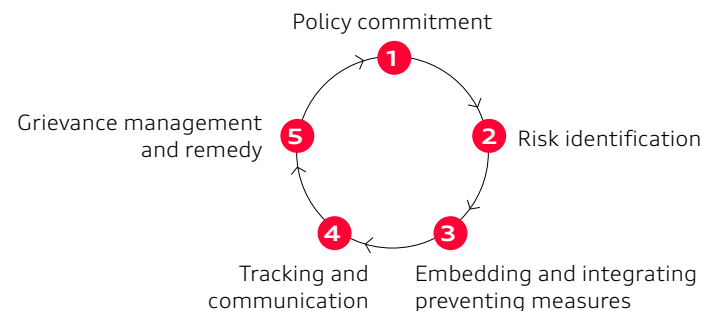 Policy commitment
1
2
Risk identification
3
Embedding and integrating
preventing measures
4
Tracking and
communication
5
Grievance management
and remedy